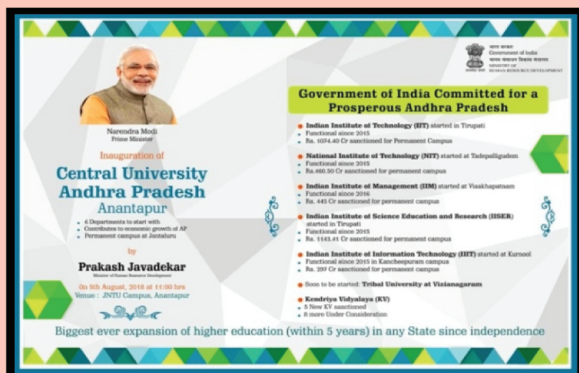 भारत सरकार
Government of India
मानव संसाधन विकास मंत्रालय
MINISTRY OF
HUMAN RESOURCE DEVELOPMENT
Narendra Modi
Prime Minister
Inauguration of
Central University
Andhra Pradesh
Anantapur
6 Departments to start with
Contributes to economic growth of AP
Permanent campus at Jantaluru
by
Prakash Javadekar
Minister of Human Resource Development
On 5th August, 2018 at 11:00 hrs
Venue : JNTU Campus, Anantapur
Government of India Committed for a
Prosperous Andhra Pradesh
Indian Institute of Technology (IIT) started in Tirupati
Functional since 2015
Rs. 1074.40 Cr sanctioned for Permanent Campus
National Institute of Technology (NIT) started at Tadepalligudem
Functional since 2015
Rs.460.50 Cr sanctioned for permanent Campus
Indian Institute of Management (IIM) started at Visakhapatnam
Functional since 2016
Rs. 445 Cr sanctioned for permanent campus
Indian Institute of Science Education and Research (IISER)
started in Tirupati
Functional since 2015
Rs. 1143.41 Cr sanctioned for permanent campus
Indian Institute of Information Technology (IIIT) started at Kurnool
Functional since 2015 in Kancheepuram campus
Rs. 297 Cr sanctioned for permanent campus
Soon to be started: Tribal University at Vizianagaram
Kendriya Vidyalaya (KV)
5 New KV sanctioned
8 more Under Consideration
Biggest ever expansion of higher education (within 5 years) in any State since independence